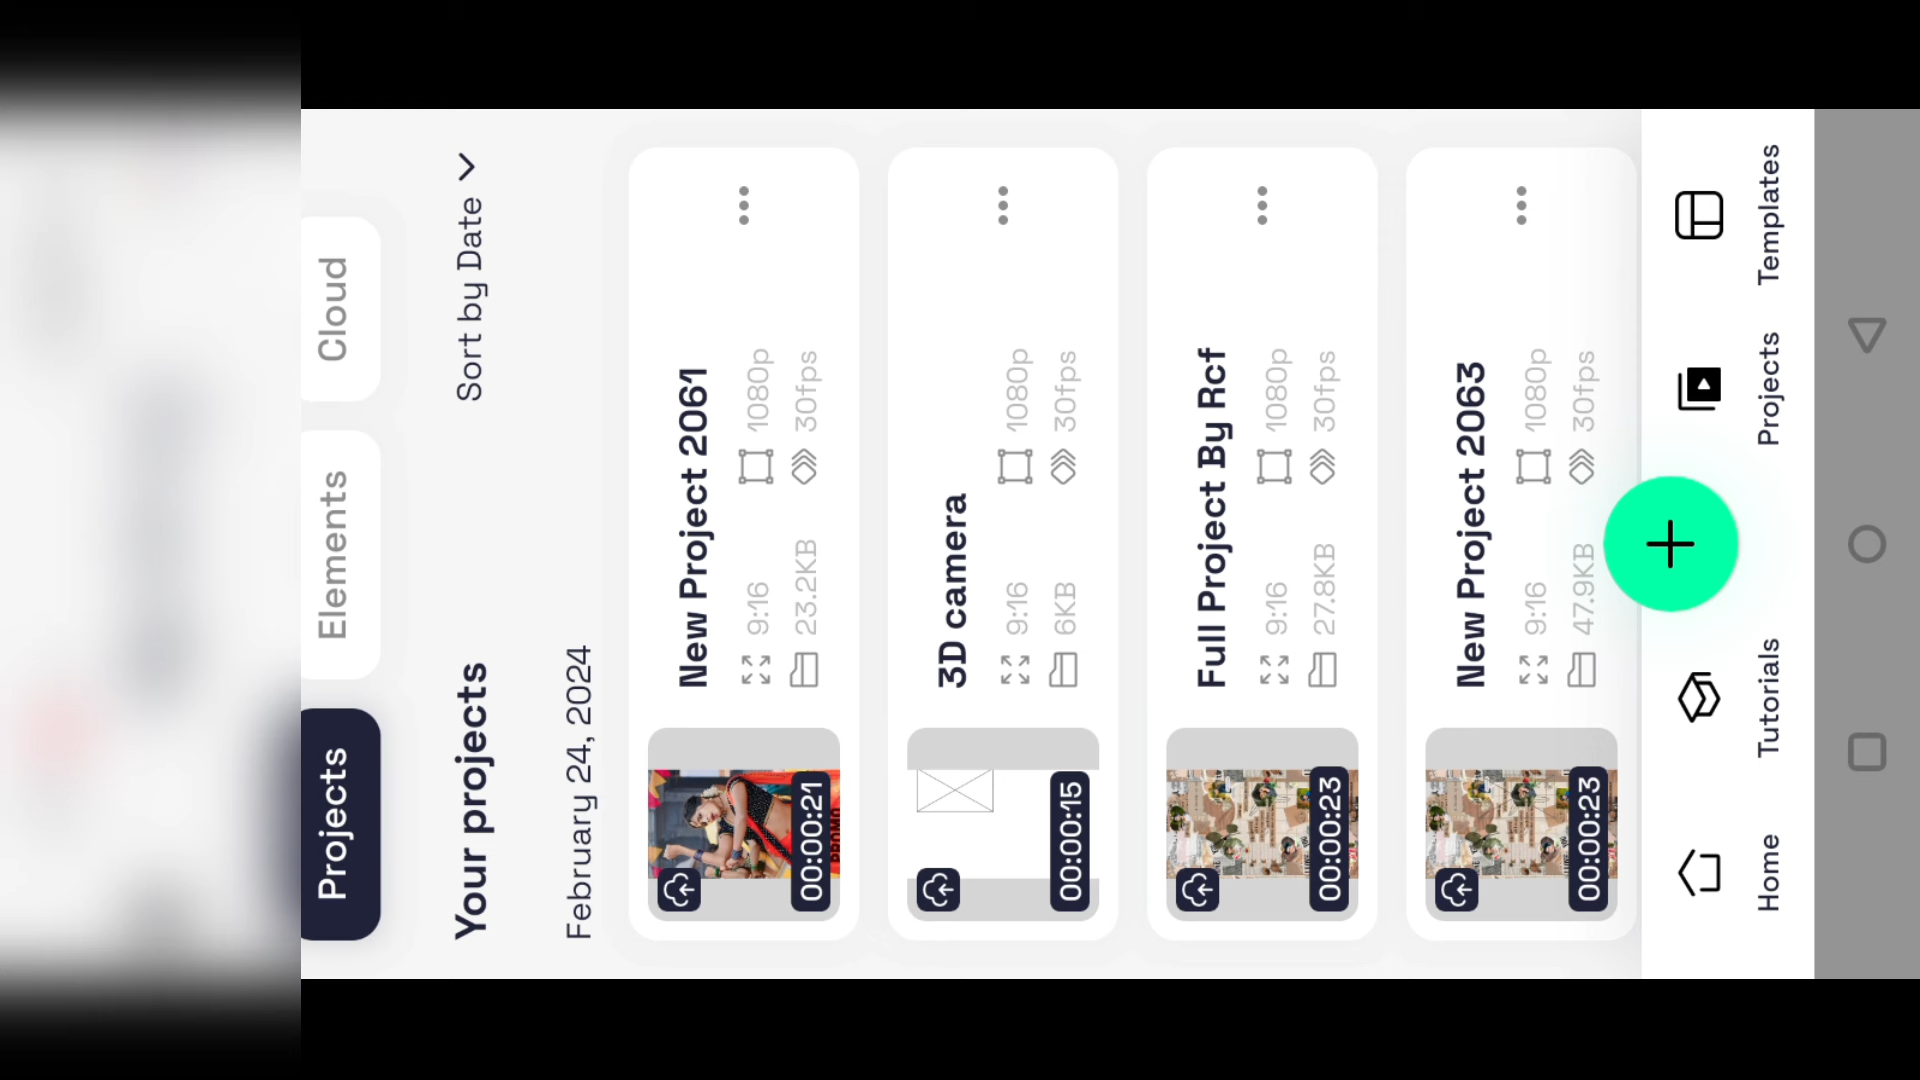 Projects
Elements
Cloud
Your projects
Sort by Date
February 24, 2024
New Project 2061
9:16
1080p
23.2KB
30fps
00:00:21
PROMO
3D camera
9:16
1080p
6KB
30fps
00:00:15
Full Project By Rcf
9:16
1080p
27.8KB
30fps
00:00:23
New Project 2063
9:16
1080p
47.9KB
30fps
00:00:23
Home
Tutorials
Projects
Templates